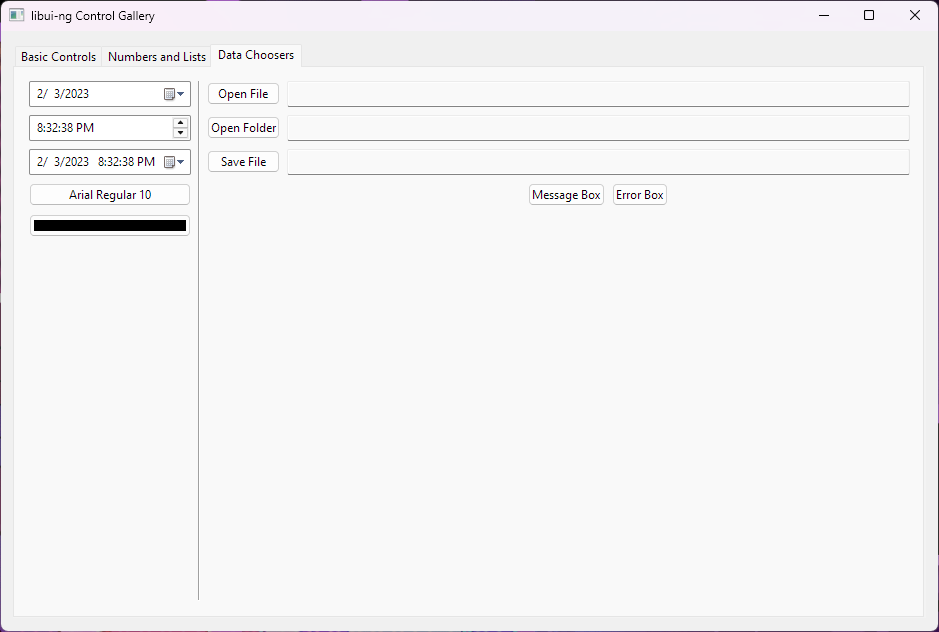 libui-ng Control Gallery
Basic Controls Numbers and Lists Data Choosers
2/ 3/2023
8:32:38 PM
2/ 3/2023 8:32:38 PM
Arial Regular 10
Open File
Open Folder
Save File
Message Box Error Box